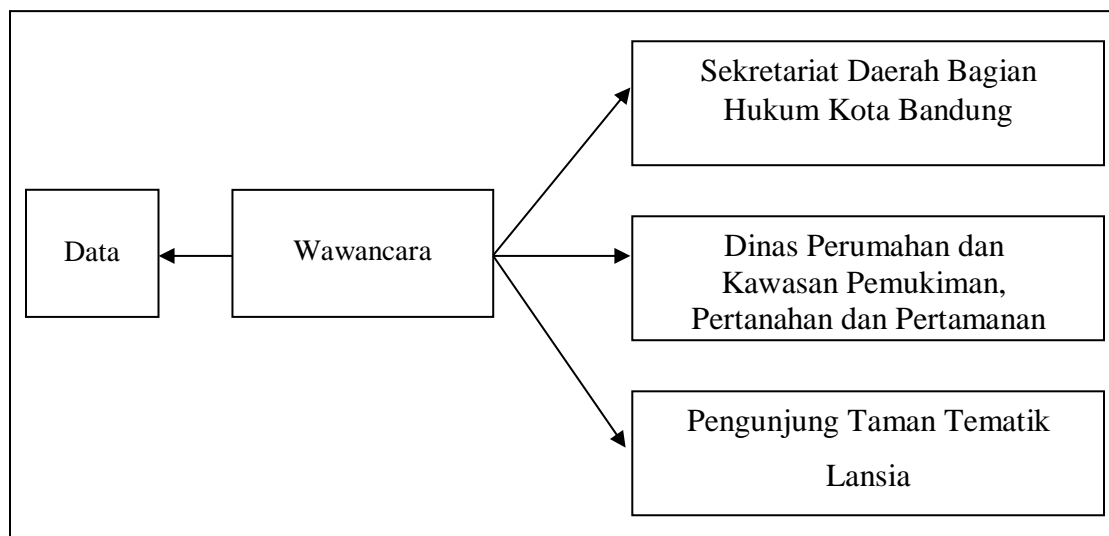 Sekretariat Daerah Bagian
Hukum Kota Bandung
Data
Wawancara
Dinas Perumahan dan
Kawasan Pemukiman,
Pertanahan dan Pertamanan
Pengunjung Taman Tematik
Lansia